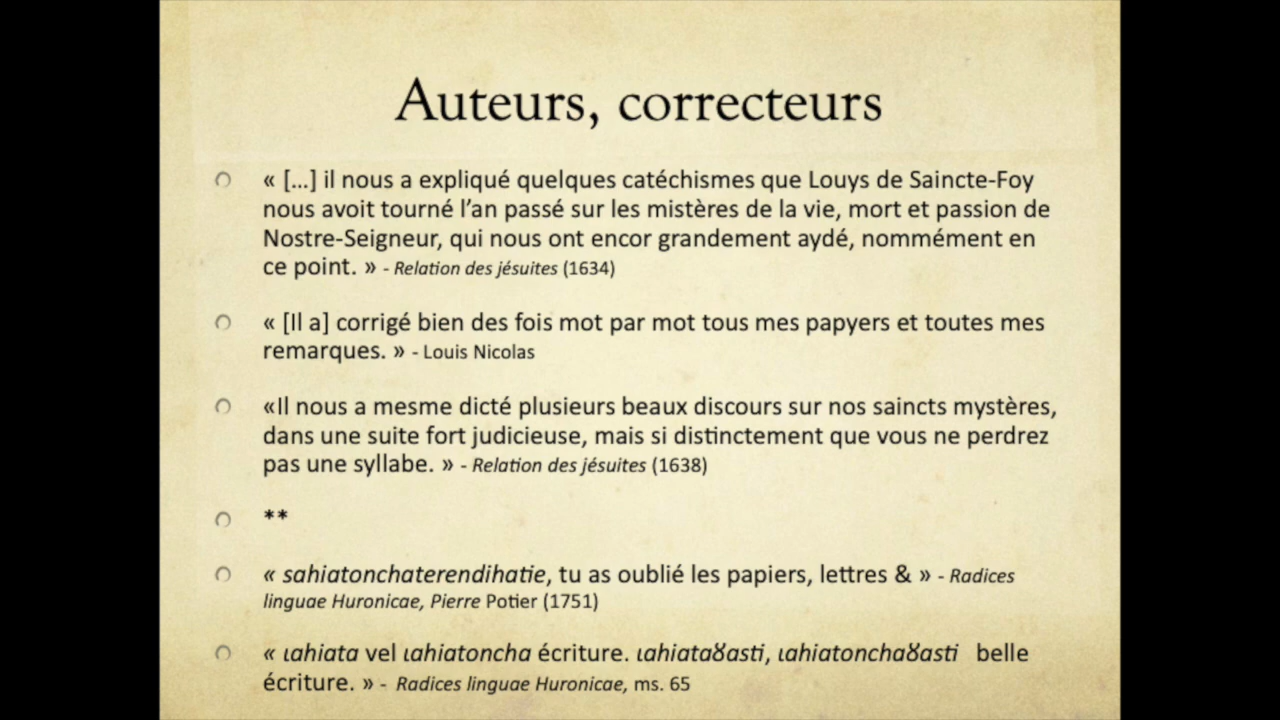 Auteurs, correcteurs
« [...] il nous a expliqué quelques catéchismes que Louys de Saincte-Foy
nous avoit tourné l'an passé sur les mistères de la vie, mort et passion de
Nostre-Seigneur, qui nous ont encor grandement aydé, nommément en
ce point. » - Relation des jésuites (1634)
« [Il a] corrigé bien des fois mot par mot tous mes papyers et toutes mes
remarques. » - Louis Nicolas
«Il nous a mesme dicté plusieurs beaux discours sur nos saincts mystères,
dans une suite fort judicieuse, mais si distinctement que vous ne perdrez
pas une syllabe. » - Relation des jésuites (1638)
**
« sahiatonchaterendihatie, tu as oublié les papiers, lettres & » - Radices
linguae Huronicae, Pierre Potier (1751)
« ɩahiata vel ɩahiatoncha écriture. ɩahiataȣasti, ɩahiatonchaȣasti belle
écriture. » - Radices linguae Huronicae, ms. 65